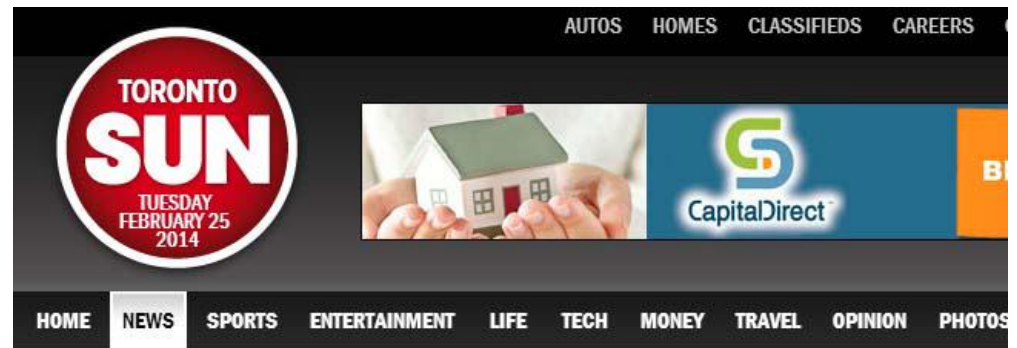 AUTOS HOMES CLASSIFIEDS CAREERS
TORONTO
SUN
TUESDAY
FEBRUARY 25
2014
CapitalDirect
HOME NEWS SPORTS ENTERTAINMENT LIFE TECH MONEY TRAVEL OPINION PHOTOS